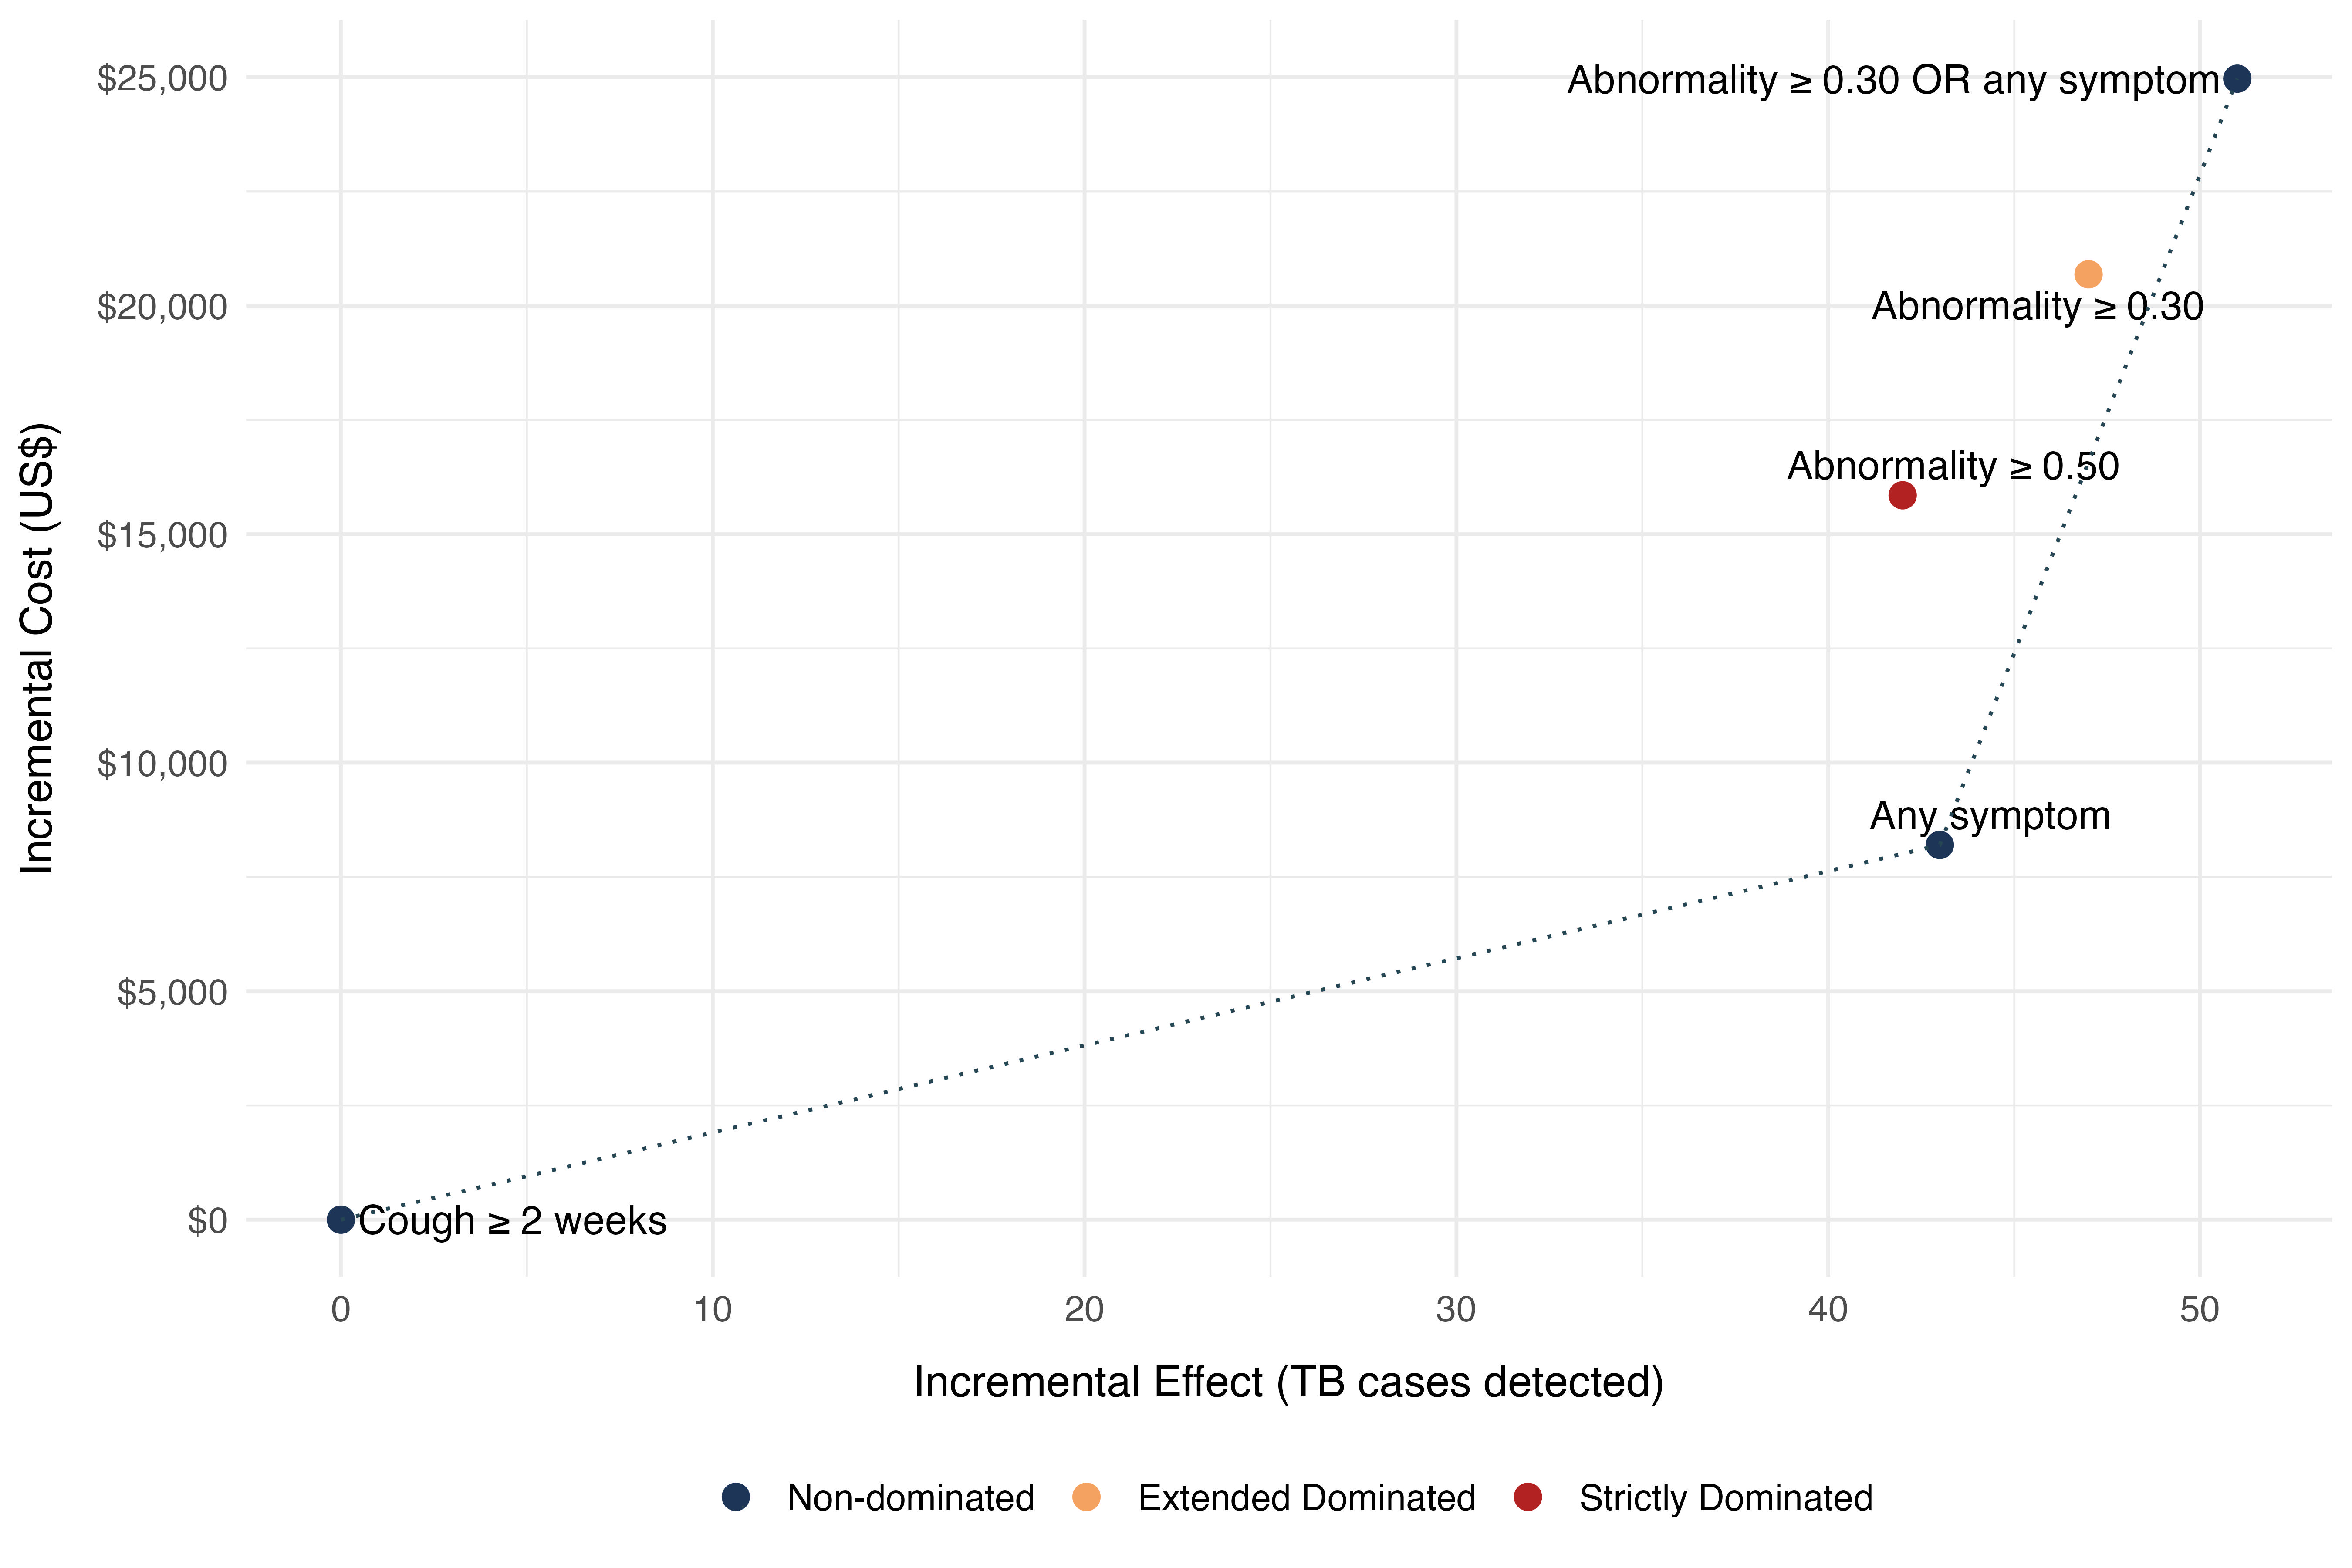 $25,000
Abnormality ≥ 0.30 OR any symptom
$20,000
Abnormality ≥ 0.30
Abnormality ≥ 0.50
$15,000
Incremental Cost (US$)
$10,000
Any symptom
$5,000
$0
Cough ≥ 2 weeks
0 10 20 30 40 50
Incremental Effect (TB cases detected)
Non-dominated Extended Dominated Strictly Dominated